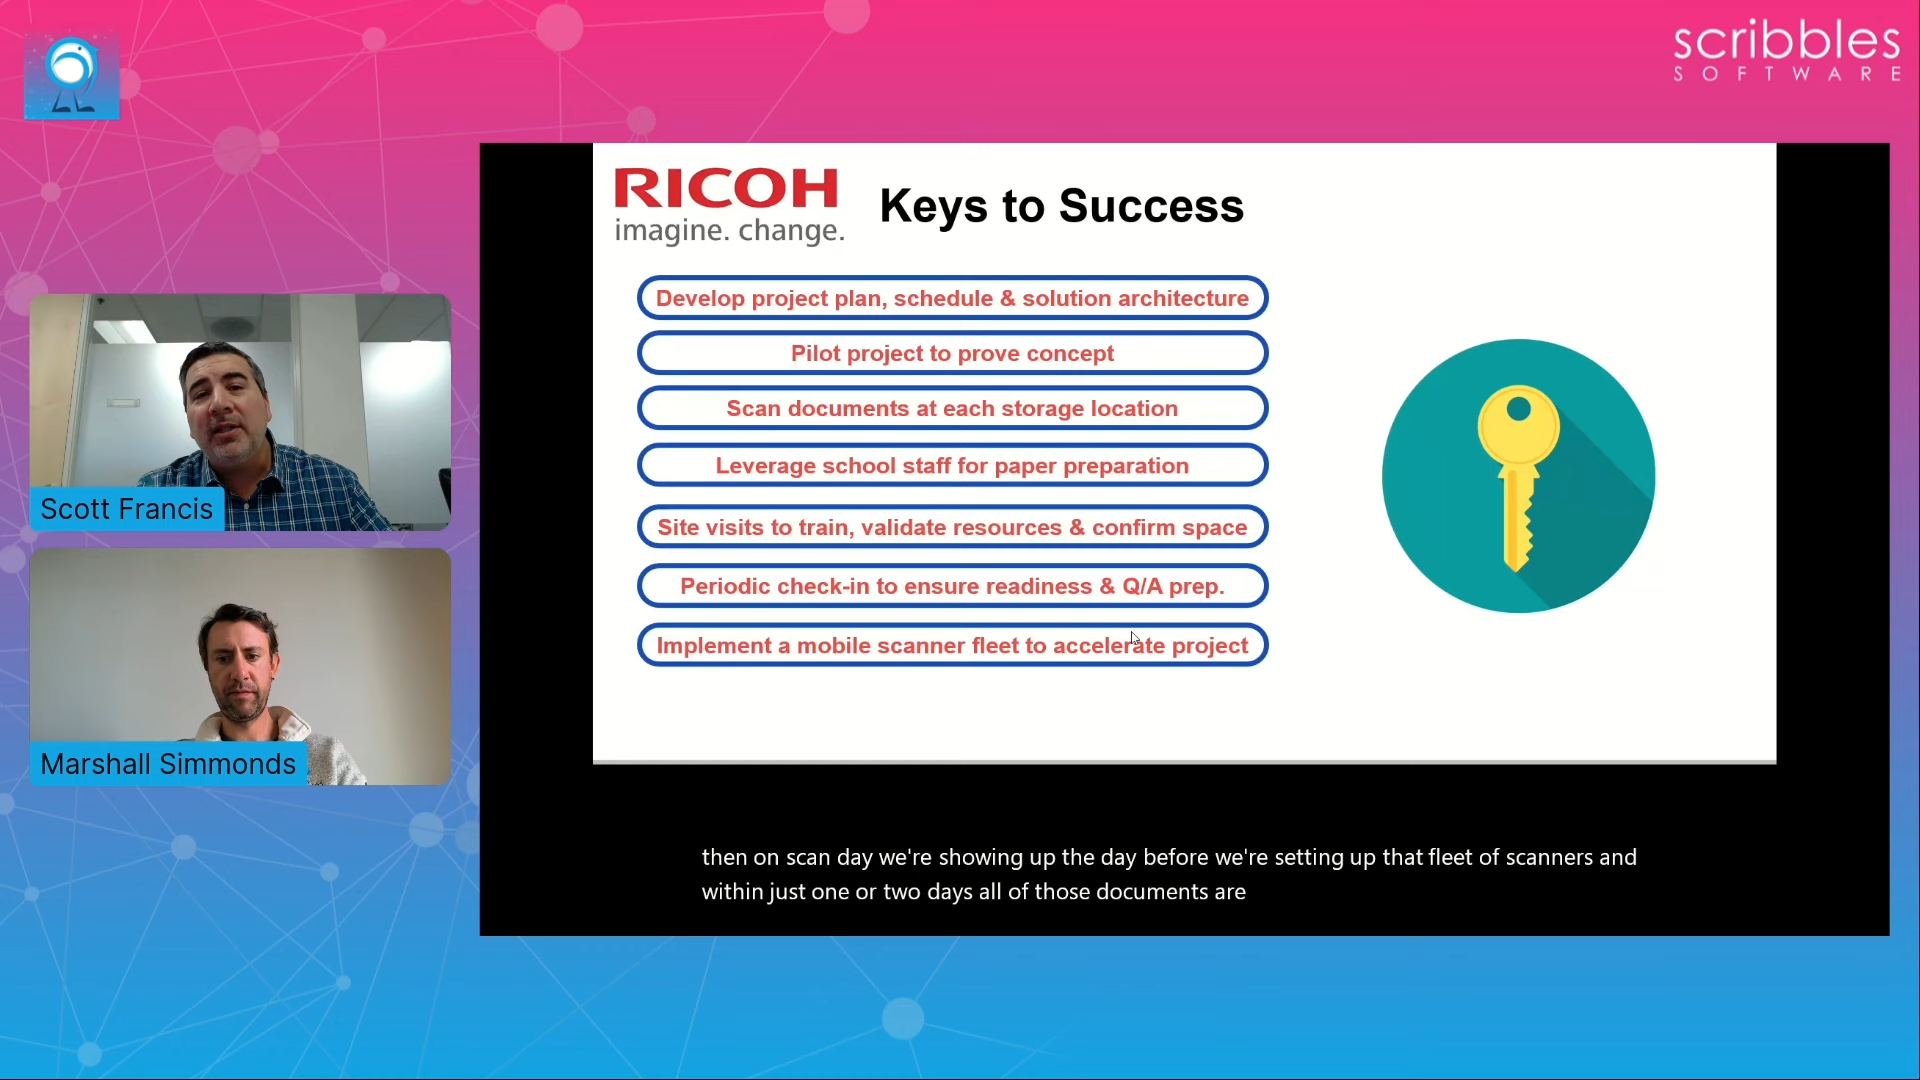 scribbles
SOFTWARE
RICOH
imagine. change.
Keys to Success
Develop project plan, schedule & solution architecture
Pilot project to prove concept
Scan documents at each storage location
Leverage school staff for paper preparation
Site visits to train, validate resources & confirm space
Periodic check-in to ensure readiness & Q/A prep.
Implement a mobile scanner fleet to accelerate project
Scott Francis
Marshall Simmonds
then on scan day we're showing up the day before we're setting up that fleet of scanners and
within just one or two days all of those documents are